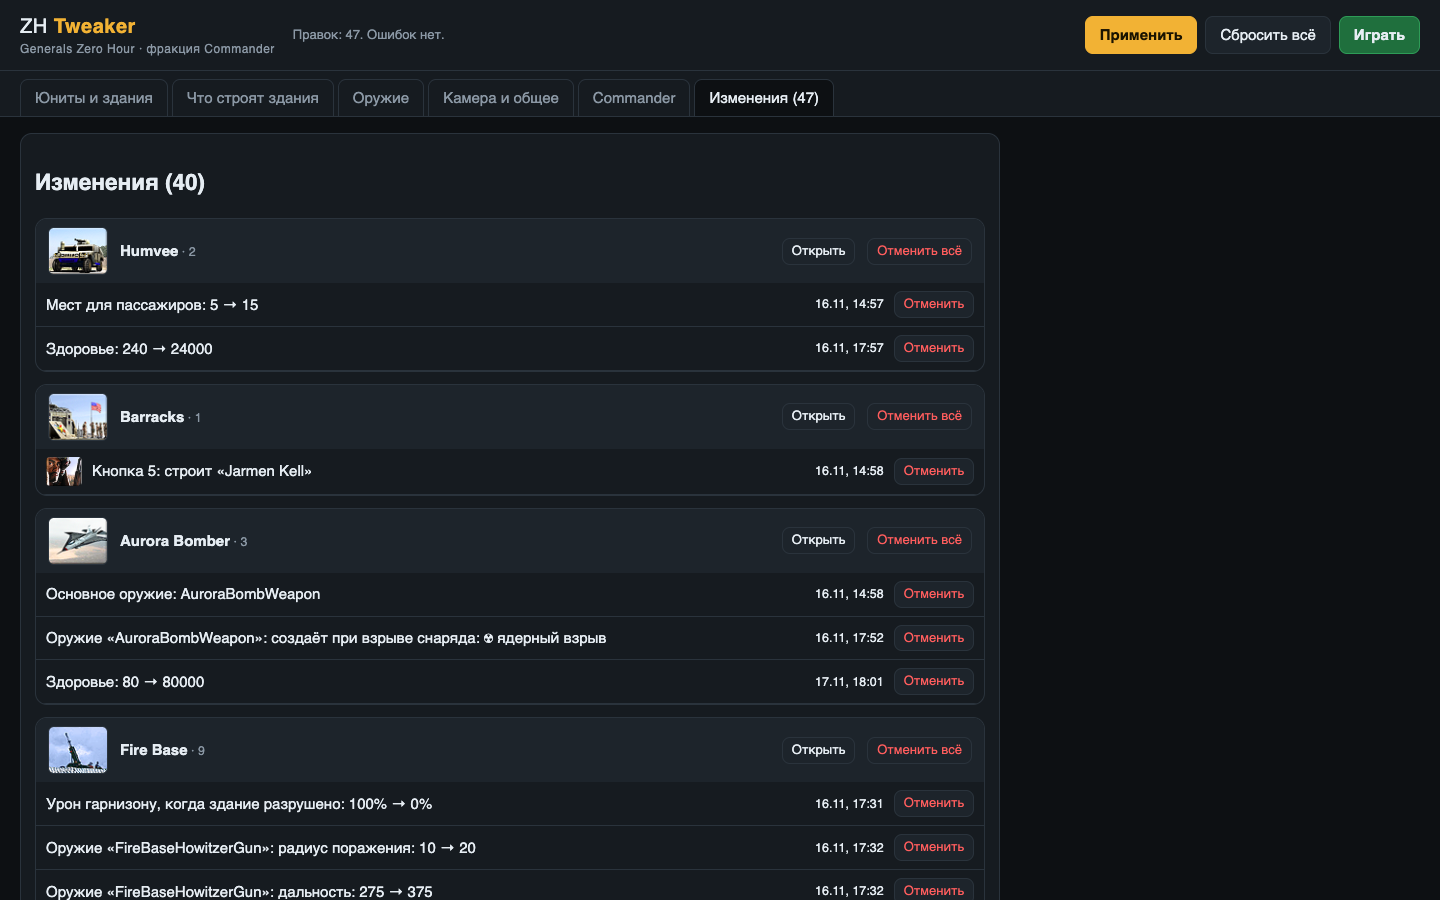 ZH Tweaker
Generals Zero Hour · фракция Commander
Правок: 47. Ошибок нет.
Применить
Сбросить всё
Играть
Юниты и здания
Что строят здания
Оружие
Камера и общее
Commander
Изменения (47)
Изменения (40)
Humvee · 2
Открыть
Отменить всё
Мест для пассажиров: 5 → 15
16.11, 14:57
Отменить
Здоровье: 240 → 24000
16.11, 17:57
Отменить
Barracks · 1
Открыть
Отменить всё
Кнопка 5: строит «Jarmen Kell»
16.11, 14:58
Отменить
Aurora Bomber · 3
Открыть
Отменить всё
Основное оружие: AuroraBombWeapon
16.11, 14:58
Отменить
Оружие «AuroraBombWeapon»: создаёт при взрыве снаряда: ☢ ядерный взрыв
16.11, 17:52
Отменить
Здоровье: 80 → 80000
17.11, 18:01
Отменить
Fire Base · 9
Открыть
Отменить всё
Урон гарнизону, когда здание разрушено: 100% → 0%
16.11, 17:31
Отменить
Оружие «FireBaseHowitzerGun»: радиус поражения: 10 → 20
16.11, 17:32
Отменить
Оружие «FireBaseHowitzerGun»: дальность: 275 → 375
16.11, 17:32
Отменить